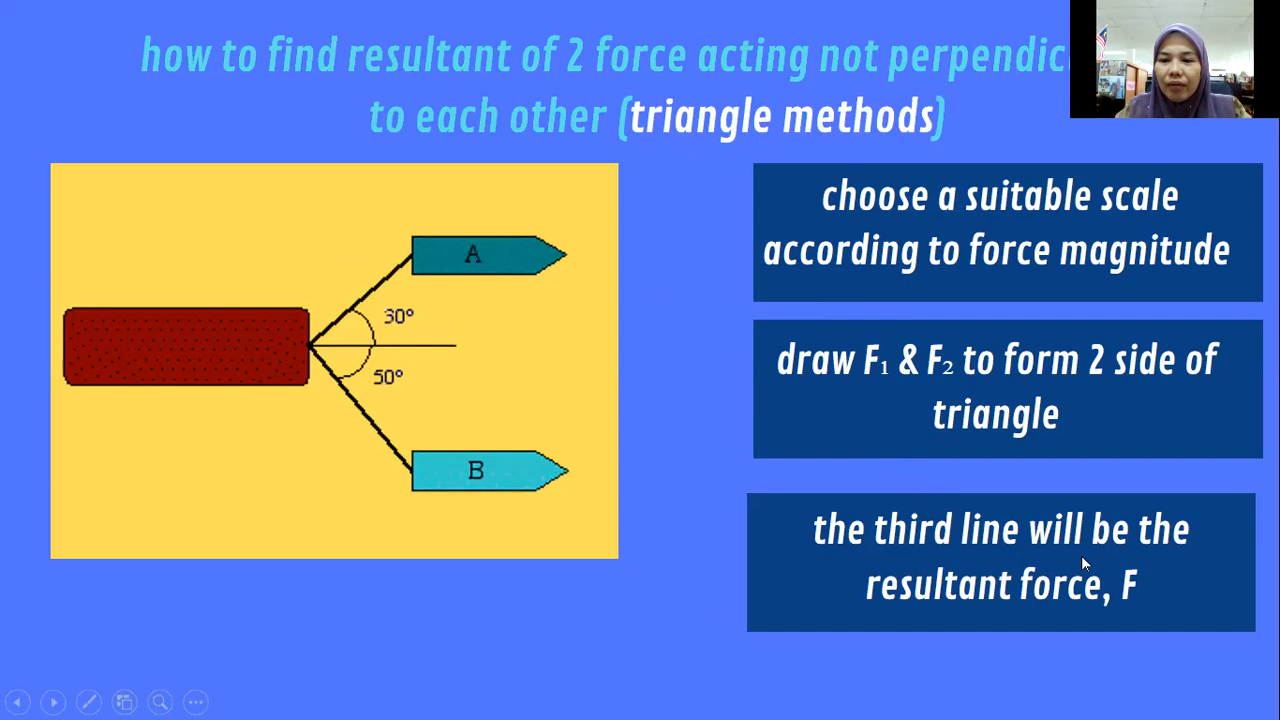 how to find resultant of 2 force acting not
to each other (triangle methods)
A
30°
50°
B
choose a suitable scale
according to force magnitude
draw F₁ & F₂ to form 2 side of
triangle
the third line will be the
resultant force, F